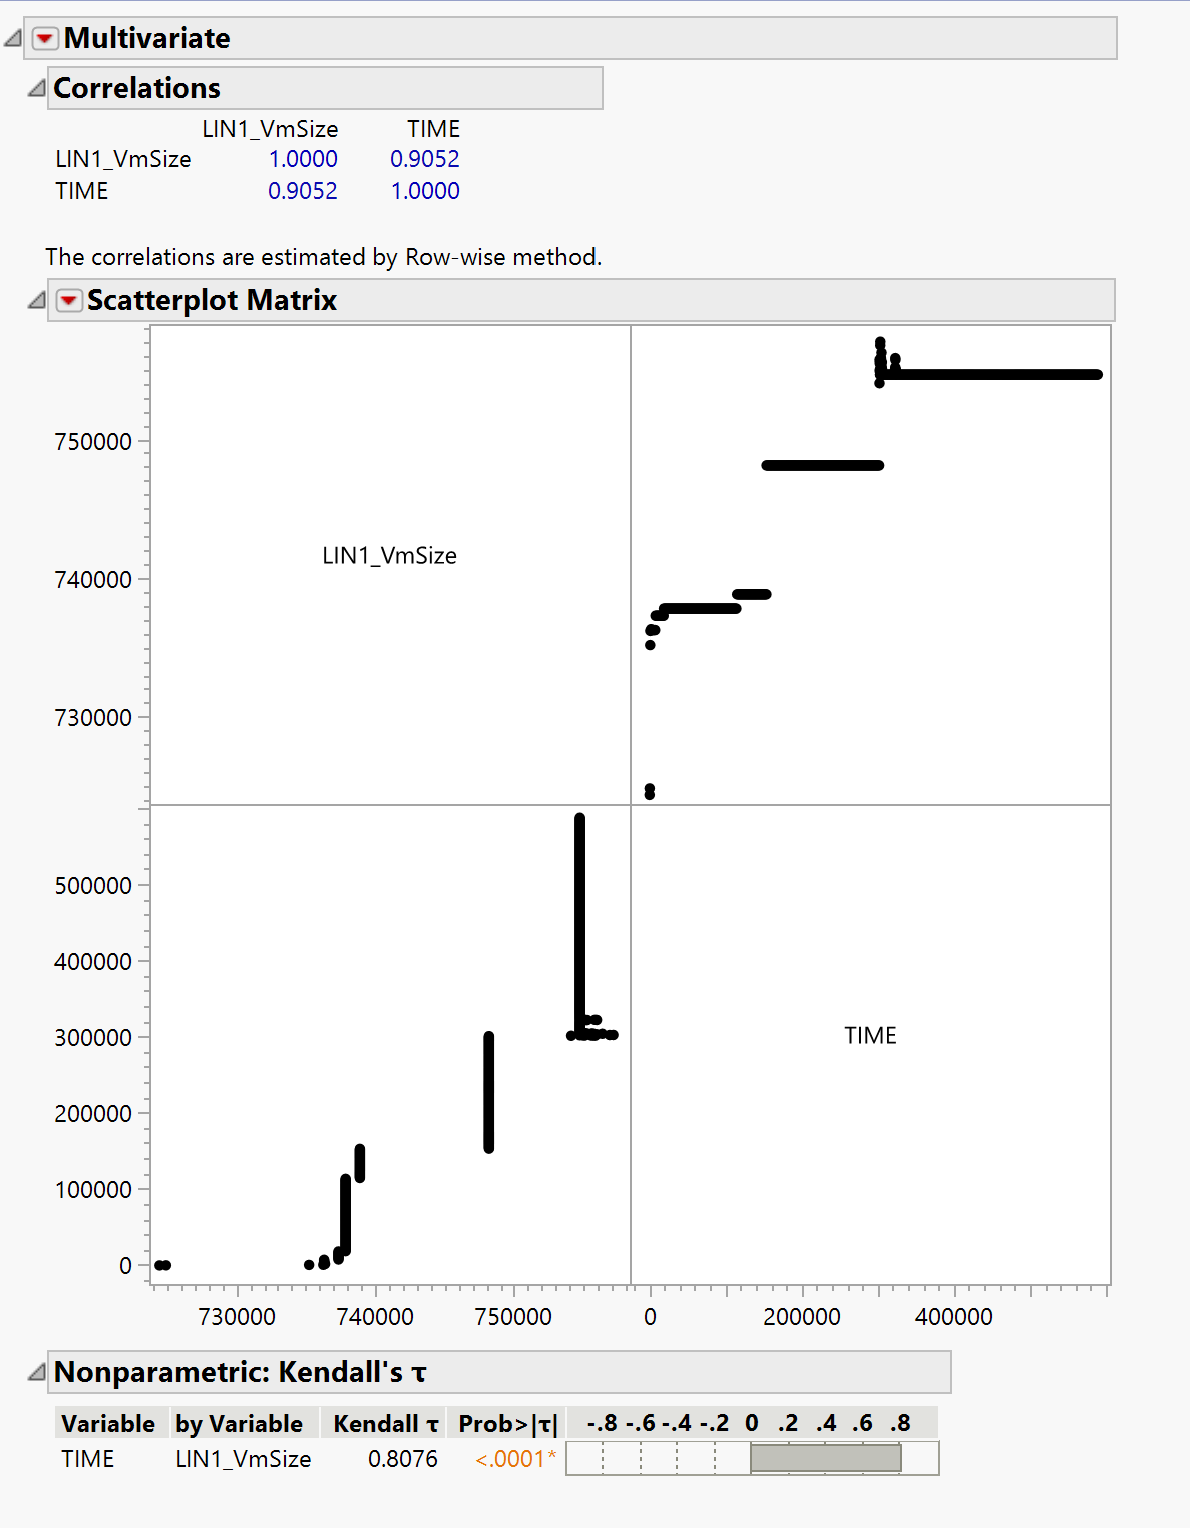 Multivariate
Correlations
LIN1_VmSize TIME
LIN1_VmSize 1.0000 0.9052
TIME 0.9052 1.0000
The correlations are estimated by Row-wise method.
Scatterplot Matrix
750000
740000
730000
LIN1_VmSize
500000
400000
300000
200000
100000
0
TIME
730000 740000 750000 0 200000 400000
Nonparametric: Kendall's τ
Variable by Variable Kendall τ Prob>|τ| -.8 -.6 -.4 -.2 0 .2 .4 .6 .8
TIME LIN1_VmSize 0.8076 <.0001*